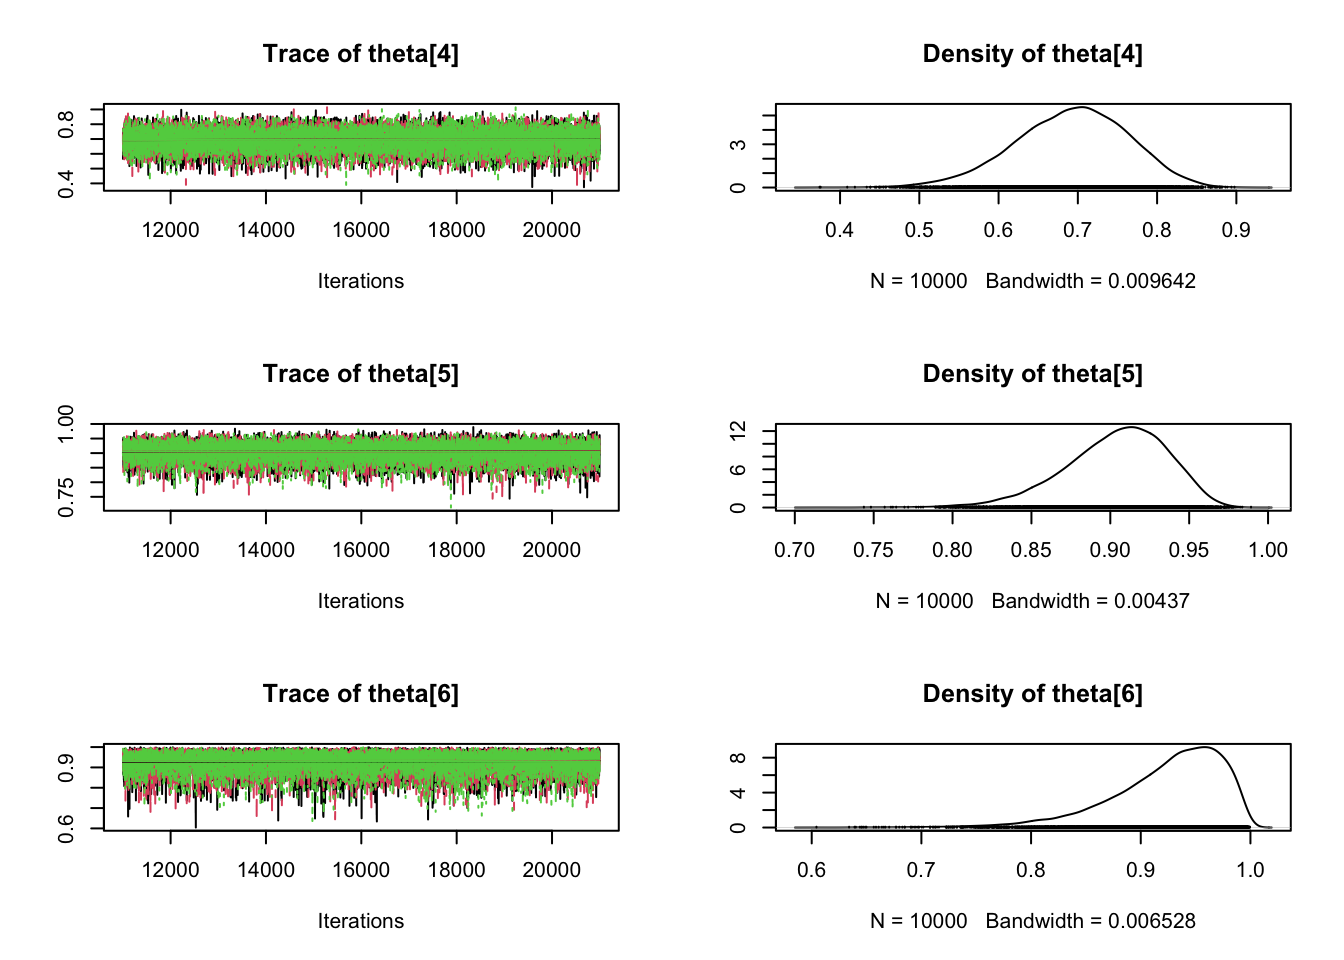 Trace of theta[4]
0.4 0.8
12000 14000 16000 18000 20000
Iterations
Density of theta[4]
0 3
0.4 0.5 0.6 0.7 0.8 0.9
N = 10000 Bandwidth = 0.009642
Trace of theta[5]
0.75 1.00
12000 14000 16000 18000 20000
Iterations
Density of theta[5]
0 6 12
0.70 0.75 0.80 0.85 0.90 0.95 1.00
N = 10000 Bandwidth = 0.00437
Trace of theta[6]
0.6 0.9
12000 14000 16000 18000 20000
Iterations
Density of theta[6]
0 4 8
0.6 0.7 0.8 0.9 1.0
N = 10000 Bandwidth = 0.006528